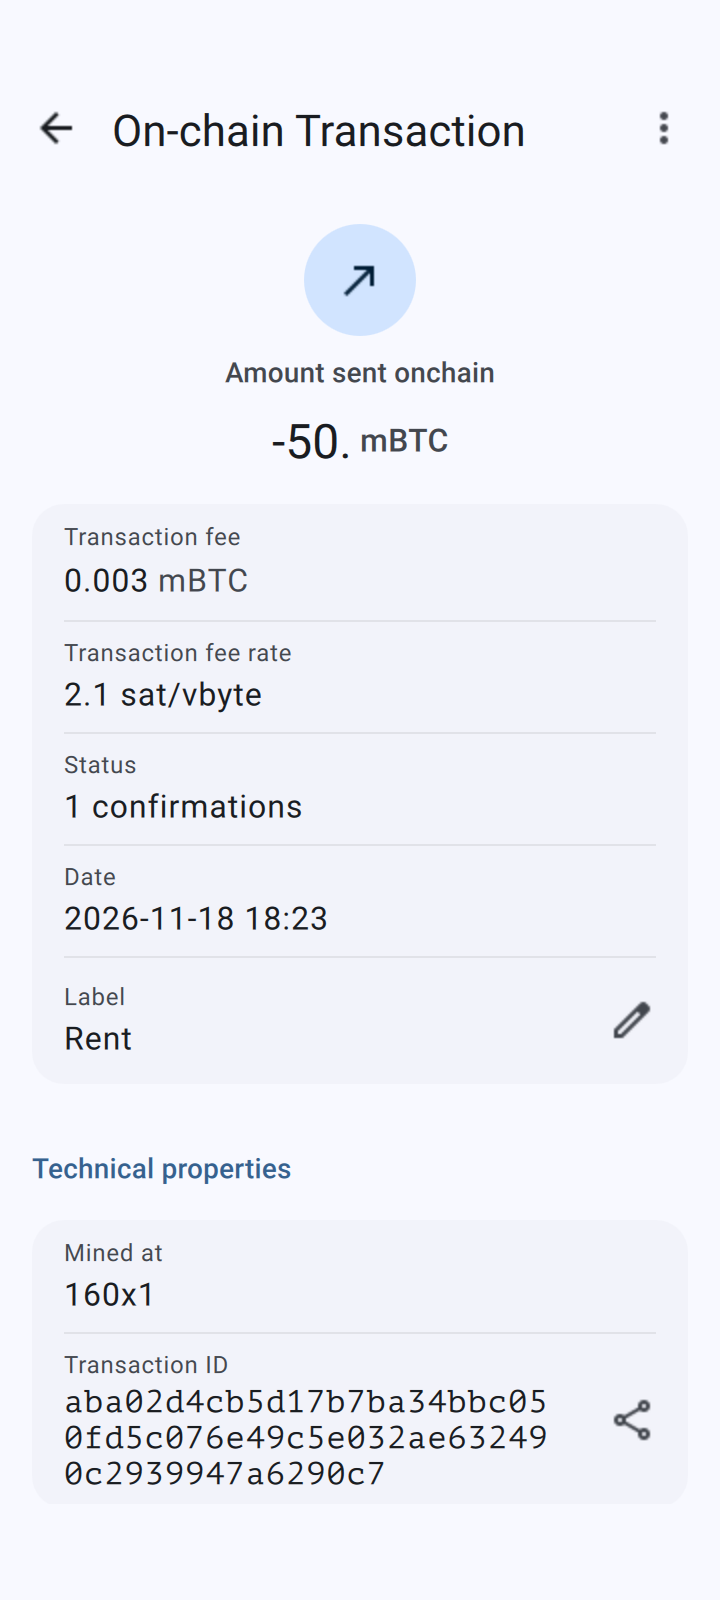 On-chain Transaction
Amount sent onchain
-50. mBTC
Transaction fee
0.003 mBTC
Transaction fee rate
2.1 sat/vbyte
Status
1 confirmations
Date
2026-11-18 18:23
Label
Rent
Technical properties
Mined at
160x1
Transaction ID
aba02d4cb5d17b7ba34bbc05
0fd5c076e49c5e032ae63249
0c2939947a6290c7